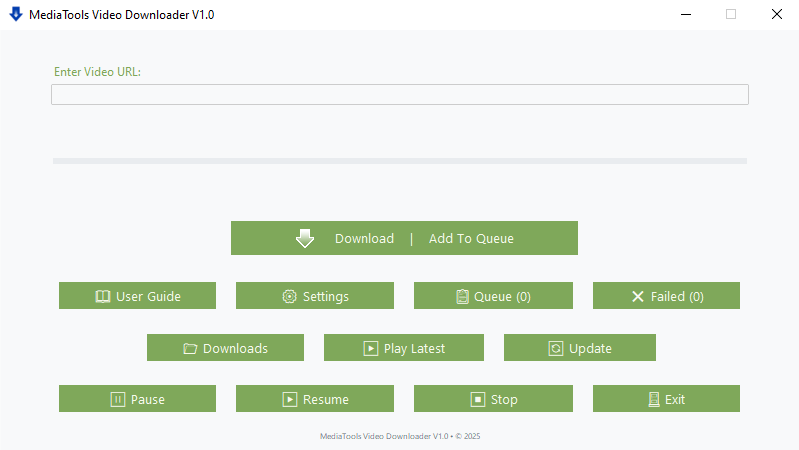 MediaTools Video Downloader V1.0
Enter Video URL:
Download | Add To Queue
User Guide Settings Queue (0) Failed (0)
Downloads Play Latest Update
Pause Resume Stop Exit
MediaTools Video Downloader V1.0 • © 2025